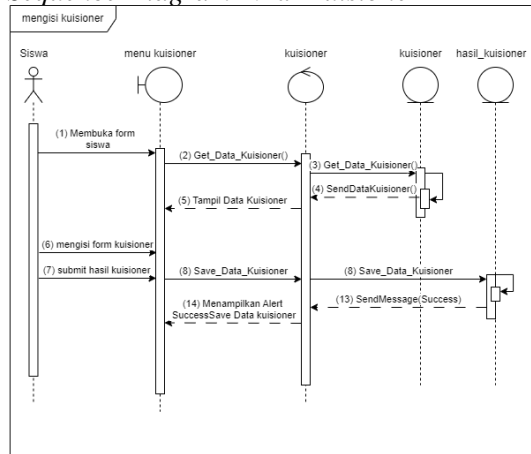 mengisi kuisioner
Siswa
menu kuisioner
kuisioner
kuisioner
hasil_kuisioner
(1) Membuka form
siswa
(2) Get_Data_Kuisioner()
(3) Get_Data_Kuisioner()
(4) SendDataKuisioner()
(5) Tampil Data Kuisioner
(6) mengisi form kuisioner
(7) submit hasil kuisioner
(8) Save_Data_Kuisioner
(8) Save_Data_Kuisioner
(13) SendMessage(Success)
(14) Menampilkan Alert
SuccessSave Data kuisioner